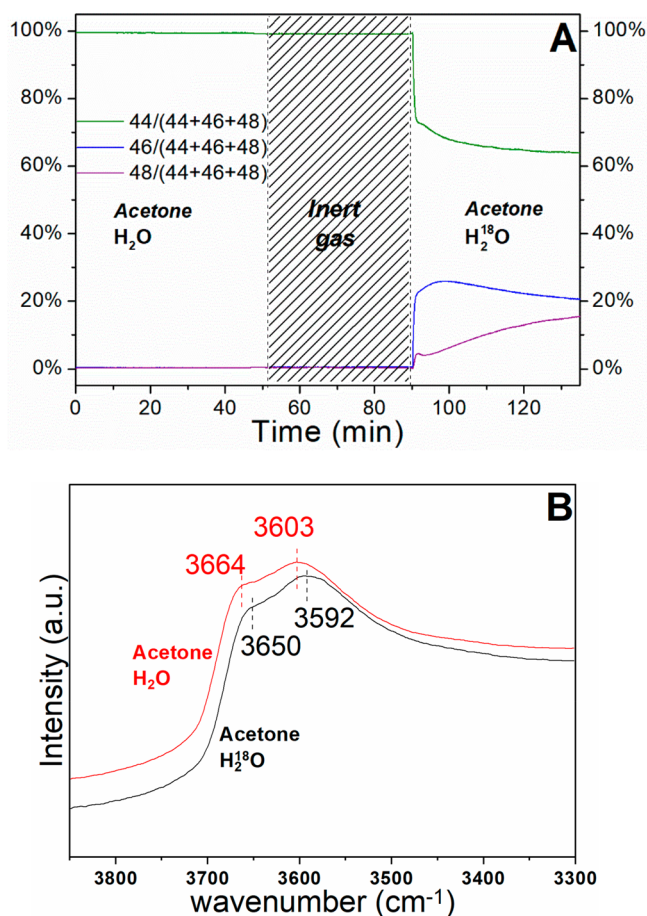 A
100%
80%
60%
40%
20%
0%
100%
80%
60%
40%
20%
0%
44/(44+46+48)
46/(44+46+48)
48/(44+46+48)
Acetone
H₂O
Inert
gas
Acetone
H₂¹⁸O
0 20 40 60 80 100 120
Time (min)
B
3603
3664
3650
3592
Acetone
H₂O
Acetone
H₂¹⁸O
Intensity (a.u.)
3800 3700 3600 3500 3400 3300
wavenumber (cm⁻¹)